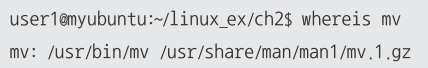 user1@myubuntu:~/linux_ex/ch2$ whereis mv
mv: /usr/bin/mv /usr/share/man/man1/mv.1.gz